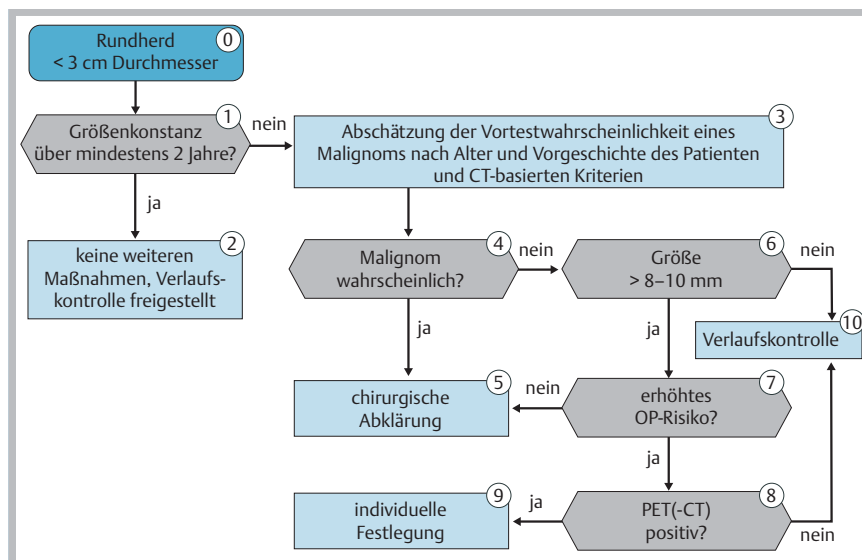 0
Rundherd
< 3 cm Durchmesser
1
Größenkonstanz
über mindestens 2 Jahre?
nein
3
Abschätzung der Vortestwahrscheinlichkeit eines
Malignoms nach Alter und Vorgeschichte des Patienten
und CT-basierten Kriterien
ja
2
keine weiteren
Maßnahmen, Verlaufs-
kontrolle freigestellt
4
Malignom
wahrscheinlich?
nein
6
Größe
> 8–10 mm
nein
10
Verlaufskontrolle
ja
ja
5
chirurgische
Abklärung
nein
7
erhöhtes
OP-Risiko?
ja
9
individuelle
Festlegung
ja
8
PET(-CT)
positiv?
nein